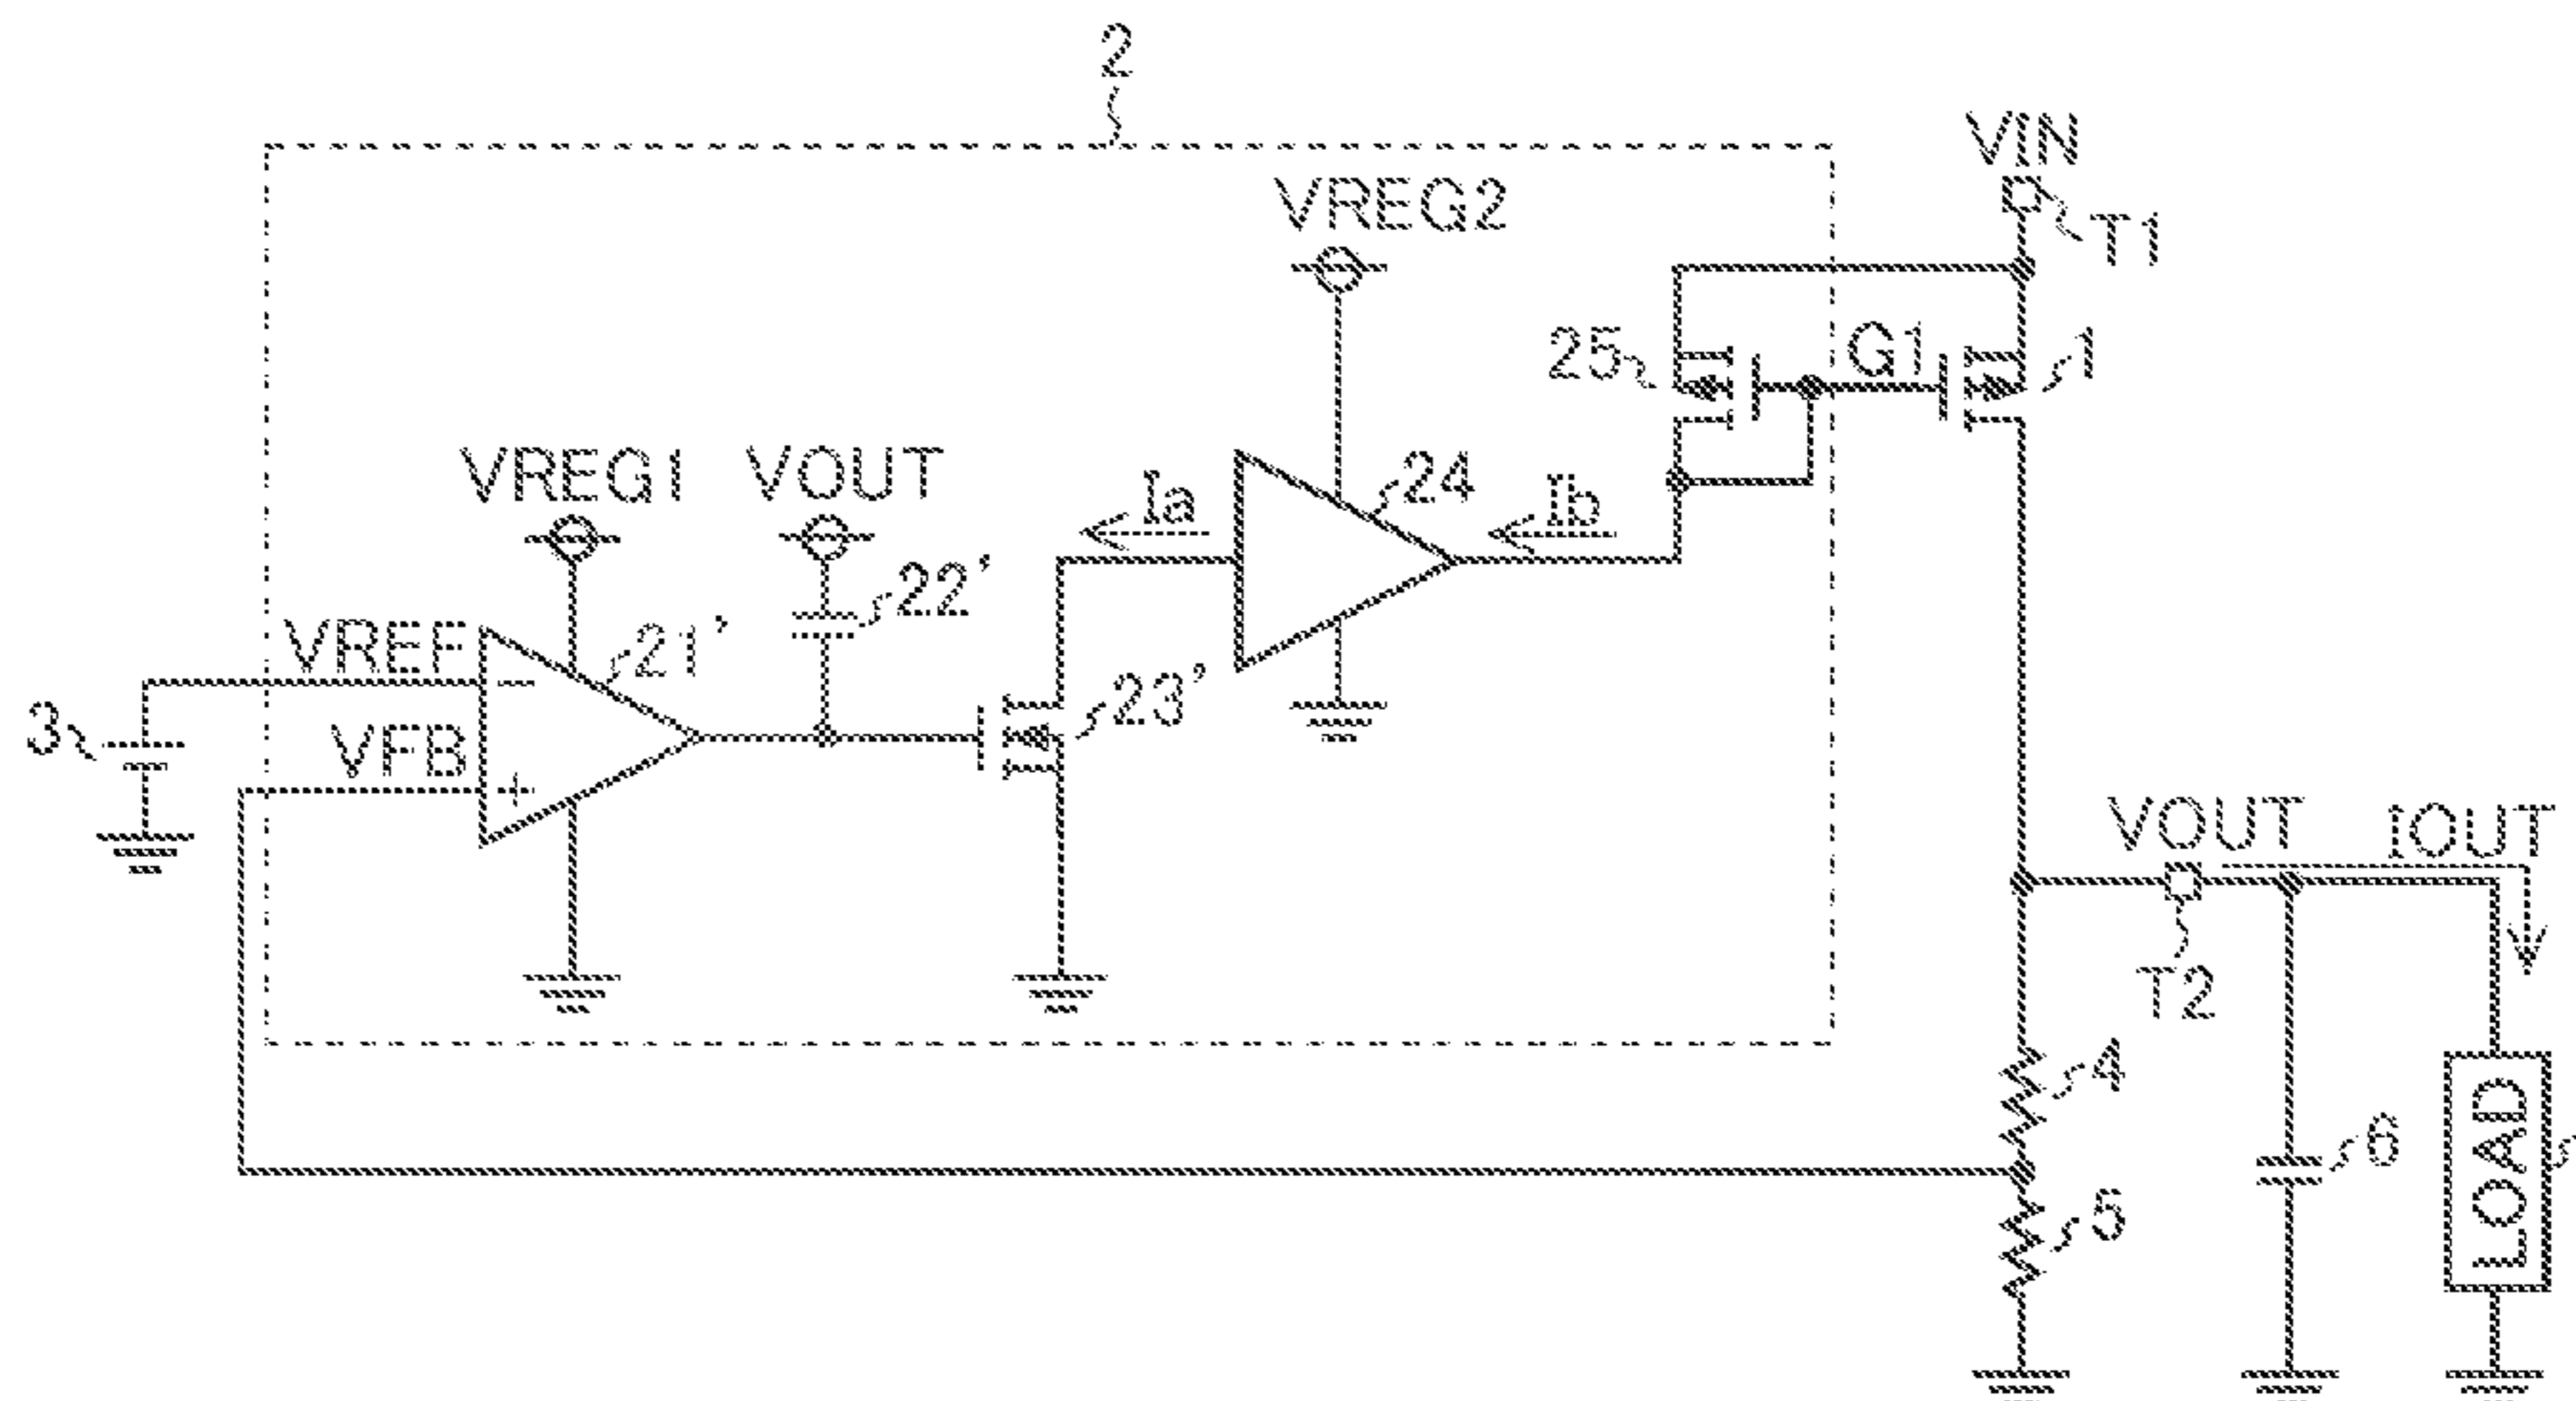 2
VIN
T1
VREG2
25
G1
1
VREG1
VOUT
24
Ia
Ib
22'
VREF
21'
3
VFB
23'
-
+
VOUT
IOUT
T2
4
6
LOAD
5